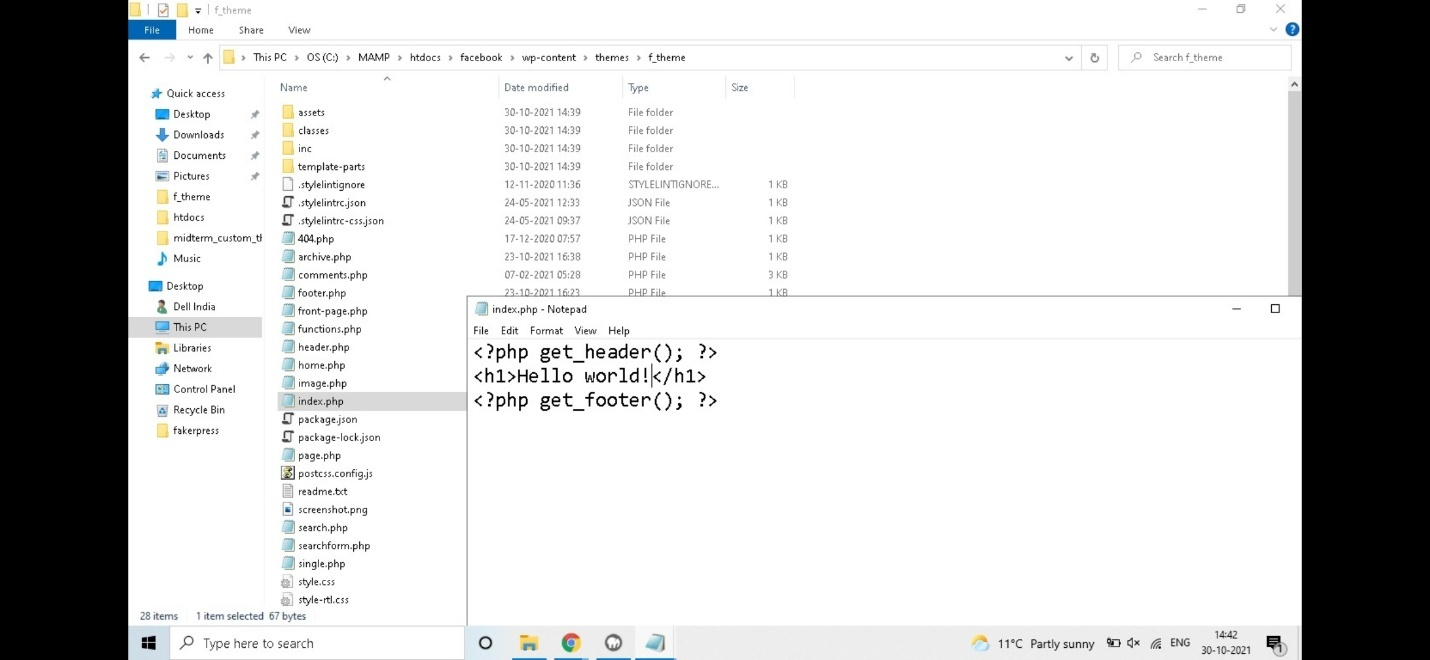 f_theme
File Home Share View
This PC > OS (C:) > MAMP > htdocs > facebook > wp-content > themes > f_theme
Search f_theme
Name Date modified Type Size
Quick access
Desktop
Downloads
Documents
Pictures
f_theme
htdocs
midterm_custom_tl
Music
Desktop
Dell India
This PC
Libraries
Network
Control Panel
Recycle Bin
fakerpress
assets 30-10-2021 14:39 File folder
classes 30-10-2021 14:39 File folder
inc 30-10-2021 14:39 File folder
template-parts 30-10-2021 14:39 File folder
.stylelintignore 12-11-2020 11:36 STYLELINTIGNORE... 1 KB
.stylelintrc.json 24-05-2021 12:33 JSON File 1 KB
.stylelintrc-css.json 24-05-2021 09:37 JSON File 1 KB
404.php 17-12-2020 07:57 PHP File 1 KB
archive.php 23-10-2021 16:38 PHP File 1 KB
comments.php 07-02-2021 05:28 PHP File 3 KB
footer.php 23-10-2021 16:23 PHP File 1 KB
front-page.php
functions.php
header.php
home.php
image.php
index.php
package.json
package-lock.json
page.php
postcss.config.js
readme.txt
screenshot.png
search.php
searchform.php
single.php
style.css
style-rtl.css
index.php - Notepad
File Edit Format View Help
<?php get_header(); ?>
<h1>Hello world!</h1>
<?php get_footer(); ?>
28 items 1 item selected 67 bytes
Type here to search
11°C Partly sunny ENG 14:42
30-10-2021
1